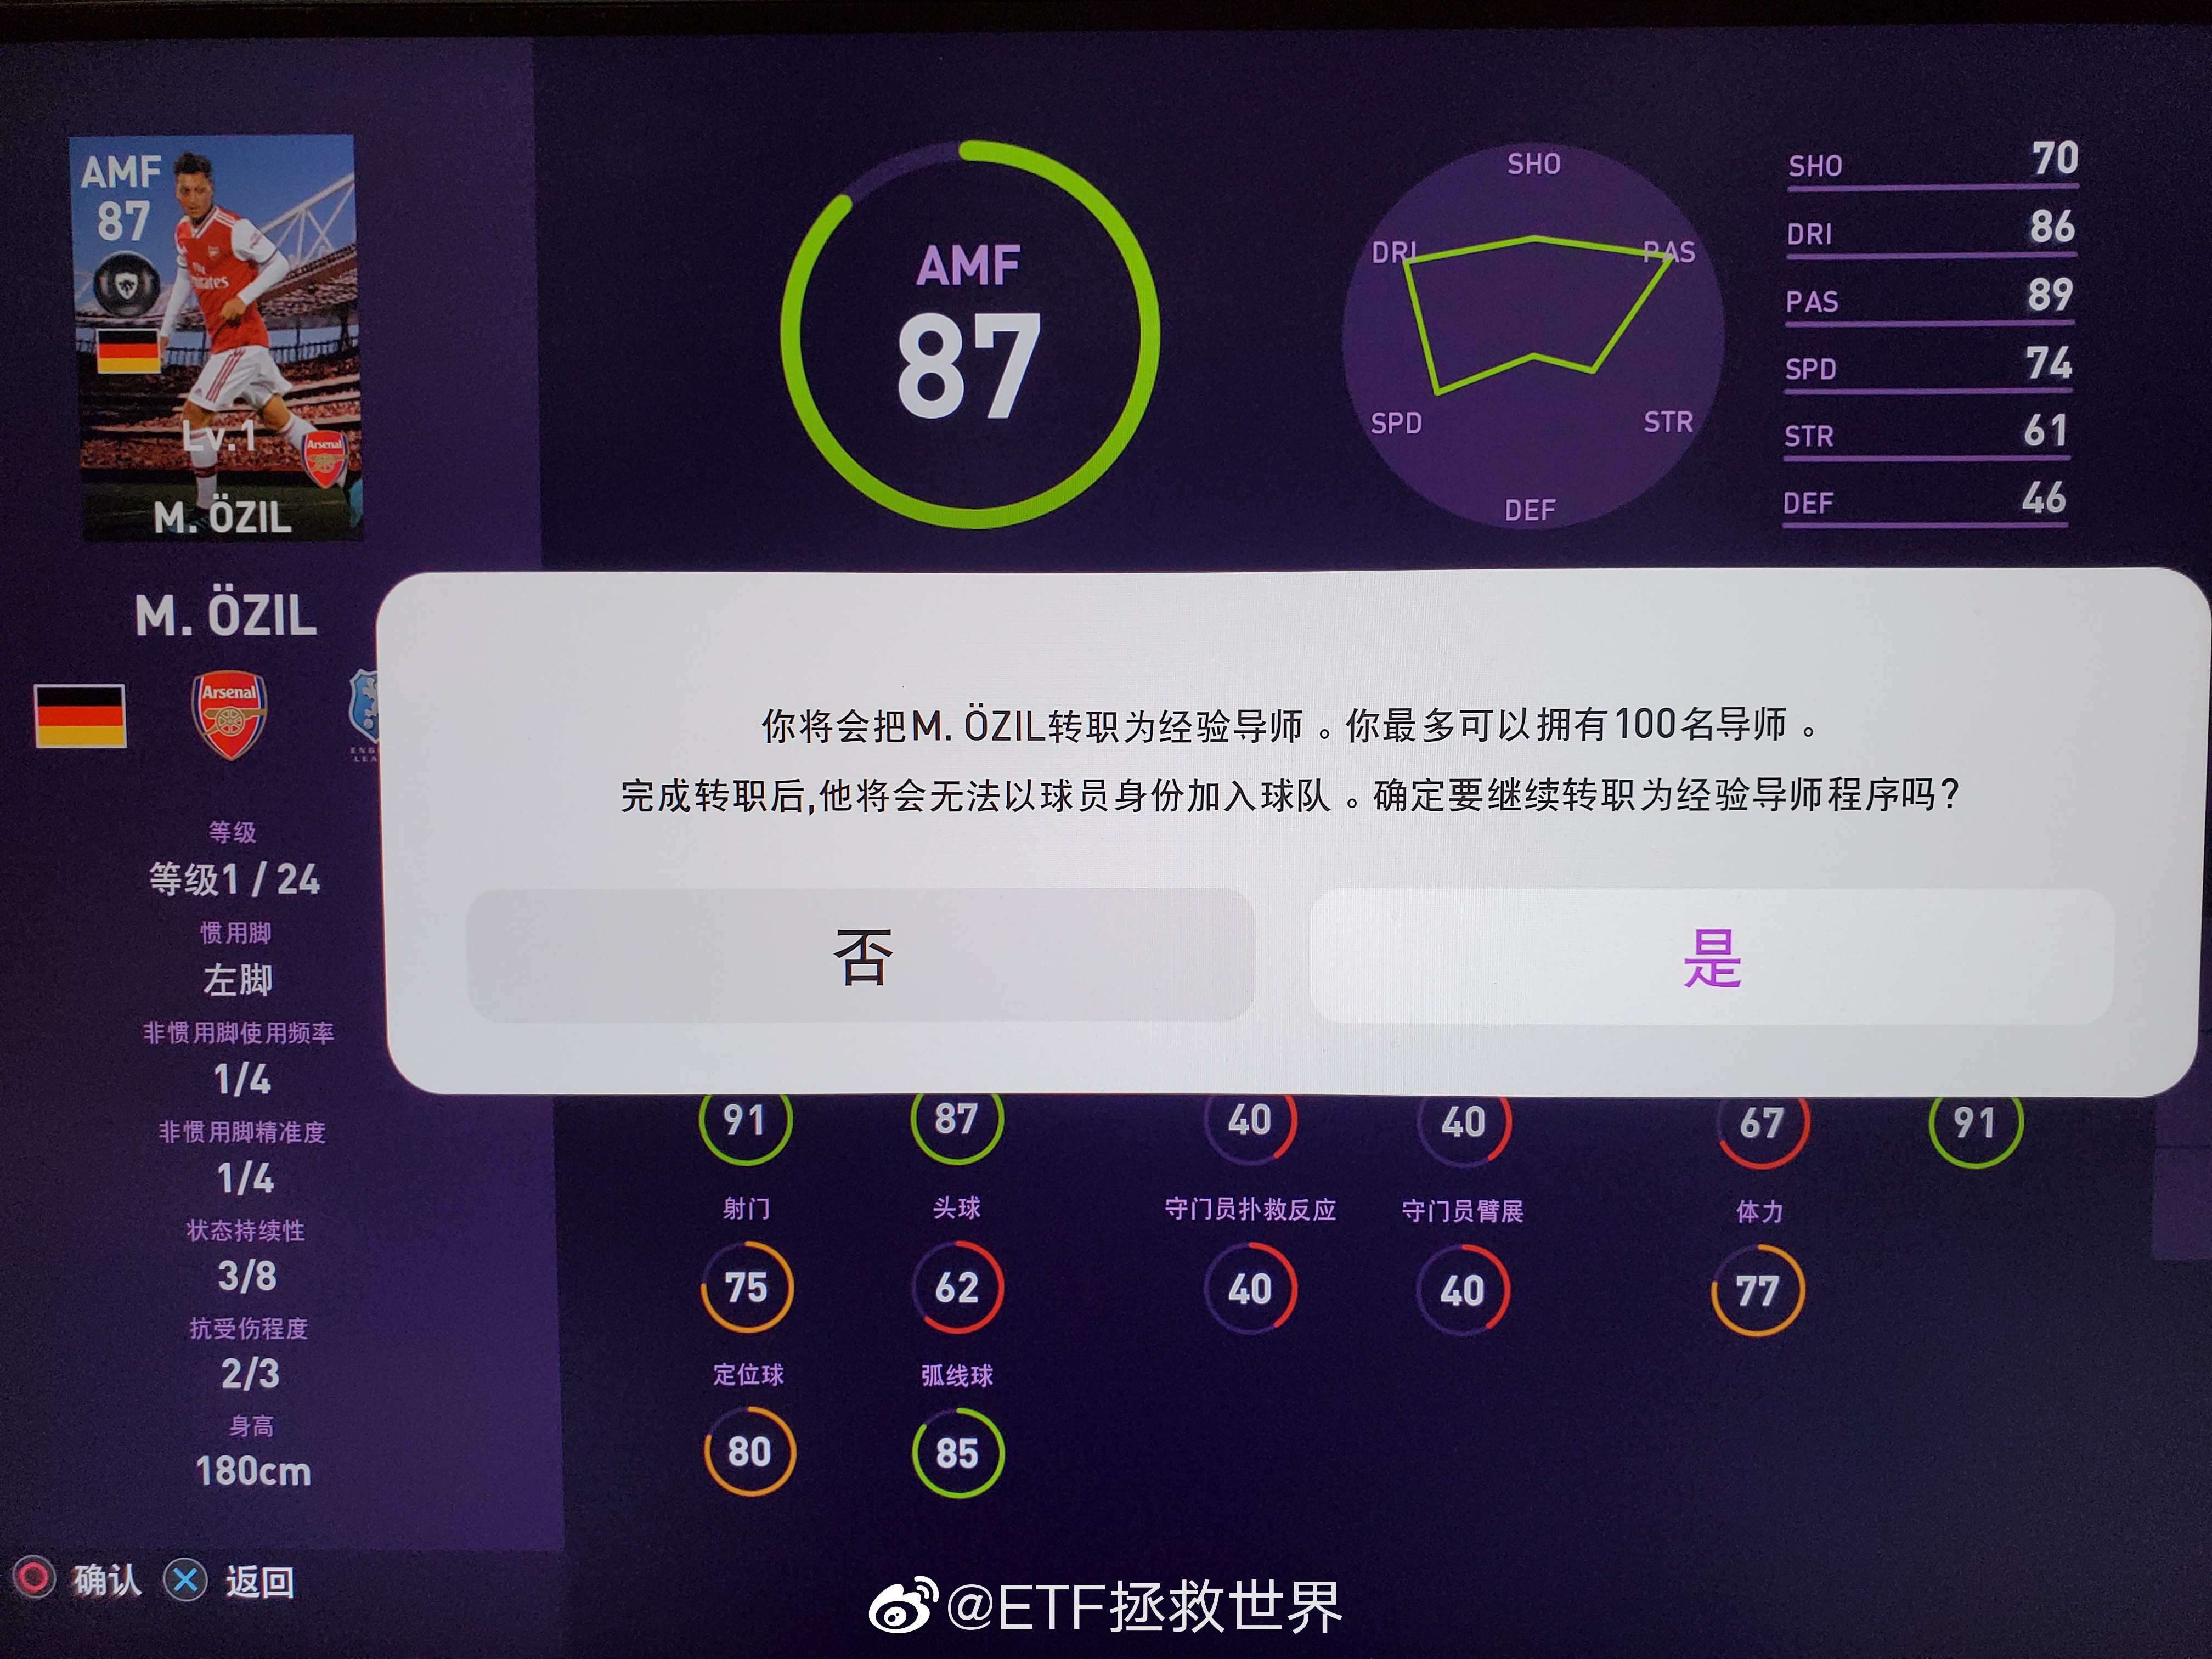 AMF
87
Fly
Emirates
Lv.1
Arsenal
M. ÖZIL
AMF
87
SHO
DRI
PAS
SPD
STR
DEF
SHO 70
DRI 86
PAS 89
SPD 74
STR 61
DEF 46
M. ÖZIL
Arsenal
等级
等级1 / 24
惯用脚
左脚
非惯用脚使用频率
1/4
非惯用脚精准度
1/4
状态持续性
3/8
抗受伤程度
2/3
身高
180cm
你将会把M. ÖZIL转职为经验导师。你最多可以拥有100名导师。
完成转职后,他将会无法以球员身份加入球队。确定要继续转职为经验导师程序吗?
否 是
91 87 40 40 67 91
射门 头球 守门员扑救反应 守门员臂展 体力
75 62 40 40 77
定位球 弧线球
80 85
确认 返回
@ETF拯救世界